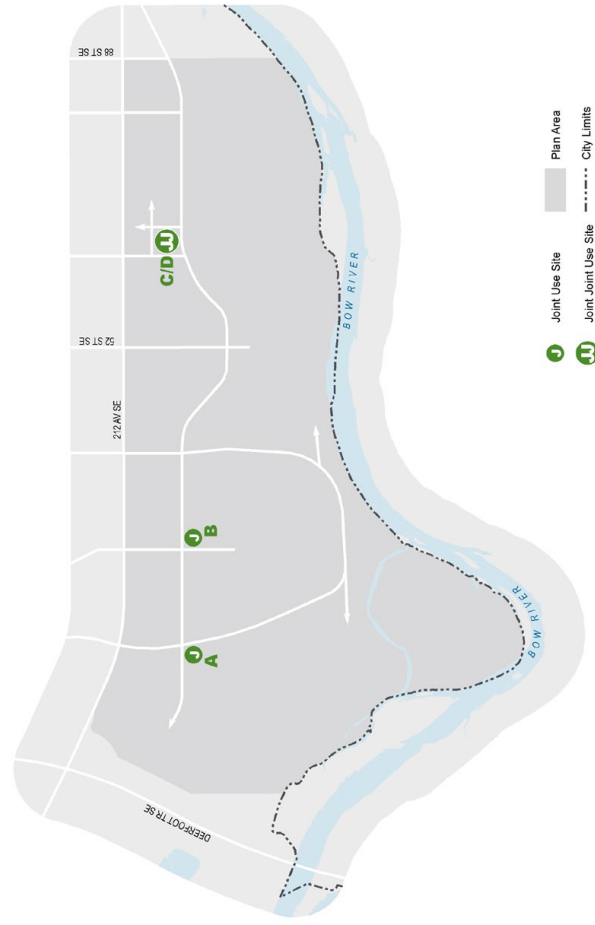 88 ST SE
52 ST SE
212 AV SE
DEERFOOT TR SE
C/D
JJ
J
B
J
A
BOW RIVER
BOW RIVER
J Joint Use Site
JJ Joint Joint Use Site
Plan Area
City Limits